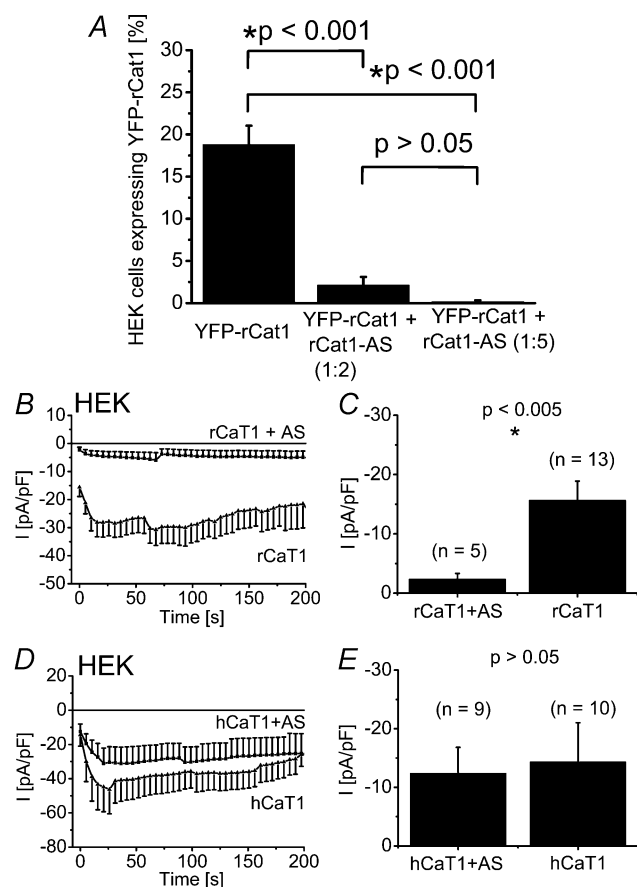 A
*p < 0.001
*p < 0.001
p > 0.05
HEK cells expressing YFP-rCat1 [%]
30
25
20
15
10
5
0
YFP-rCat1
YFP-rCat1 +
rCat1-AS
(1:2)
YFP-rCat1 +
rCat1-AS (1:5)
B HEK
I [pA/pF]
10
0
-10
-20
-30
-40
-50
rCaT1 + AS
rCaT1
0 50 100 150 200
Time [s]
C
I [pA/pF]
-30
-20
-10
0
p < 0.005
*
(n = 5)
(n = 13)
rCaT1+AS rCaT1
D HEK
I [pA/pF]
20
0
-20
-40
-60
-80
hCaT1+AS
hCaT1
0 50 100 150 200
Time [s]
E
I [pA/pF]
-30
-20
-10
0
p > 0.05
(n = 9)
(n = 10)
hCaT1+AS hCaT1